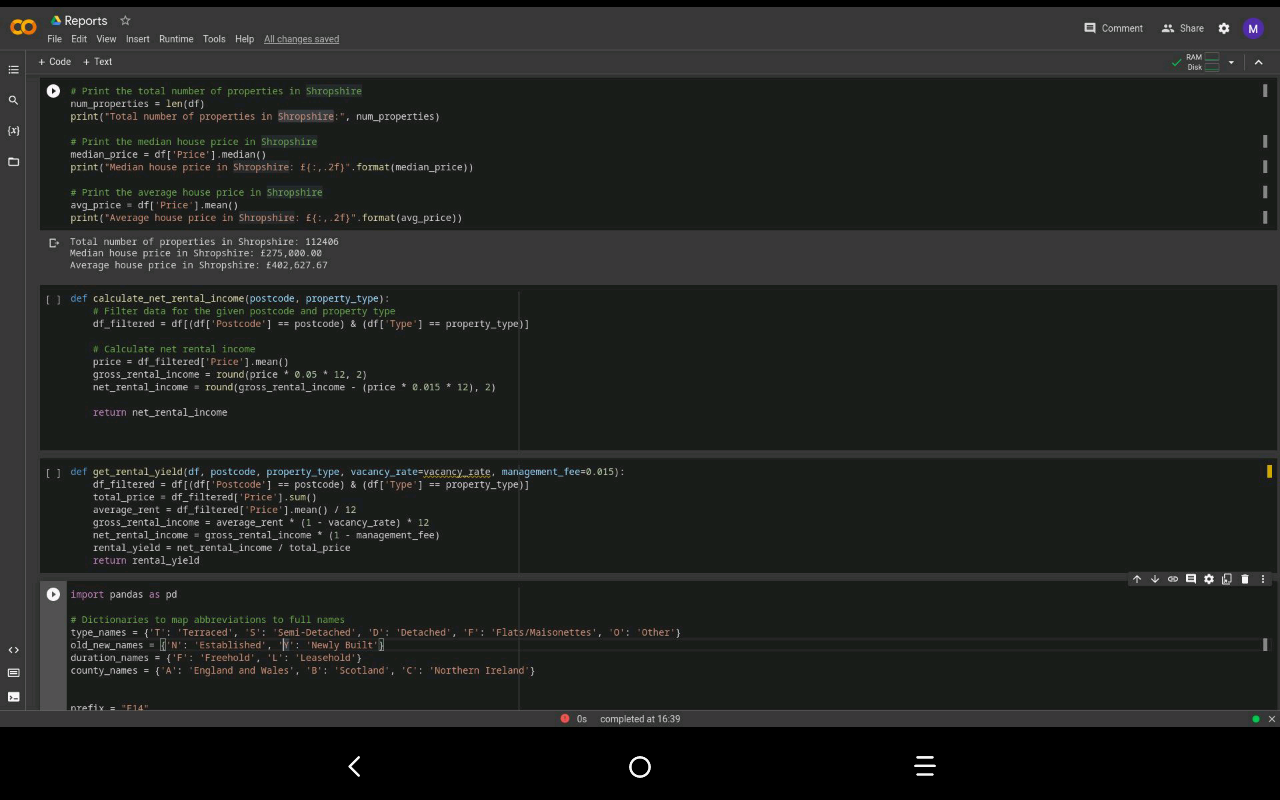 Reports
File Edit View Insert Runtime Tools Help All changes saved
Comment Share M
+ Code + Text
RAM
Disk
# Print the total number of properties in Shropshire
num_properties = len(df)
print("Total number of properties in Shropshire:", num_properties)
# Print the median house price in Shropshire
median_price = df['Price'].median()
print("Median house price in Shropshire: £{:,.2f}".format(median_price))
# Print the average house price in Shropshire
avg_price = df['Price'].mean()
print("Average house price in Shropshire: £{:,.2f}".format(avg_price))
Total number of properties in Shropshire: 112406
Median house price in Shropshire: £275,000.00
Average house price in Shropshire: £402,627.67
[ ] def calculate_net_rental_income(postcode, property_type):
# Filter data for the given postcode and property type
df_filtered = df[(df['Postcode'] == postcode) & (df['Type'] == property_type)]
# Calculate net rental income
price = df_filtered['Price'].mean()
gross_rental_income = round(price * 0.05 * 12, 2)
net_rental_income = round(gross_rental_income - (price * 0.015 * 12), 2)
return net_rental_income
[ ] def get_rental_yield(df, postcode, property_type, vacancy_rate=vacancy_rate, management_fee=0.015):
df_filtered = df[(df['Postcode'] == postcode) & (df['Type'] == property_type)]
total_price = df_filtered['Price'].sum()
average_rent = df_filtered['Price'].mean() / 12
gross_rental_income = average_rent * (1 - vacancy_rate) * 12
net_rental_income = gross_rental_income * (1 - management_fee)
rental_yield = net_rental_income / total_price
return rental_yield
import pandas as pd
# Dictionaries to map abbreviations to full names
type_names = {'T': 'Terraced', 'S': 'Semi-Detached', 'D': 'Detached', 'F': 'Flats/Maisonettes', 'O': 'Other'}
old_new_names = {'N': 'Established', 'Y': 'Newly Built'}
duration_names = {'F': 'Freehold', 'L': 'Leasehold'}
county_names = {'A': 'England and Wales', 'B': 'Scotland', 'C': 'Northern Ireland'}
prefix = "E14"
0s completed at 16:39